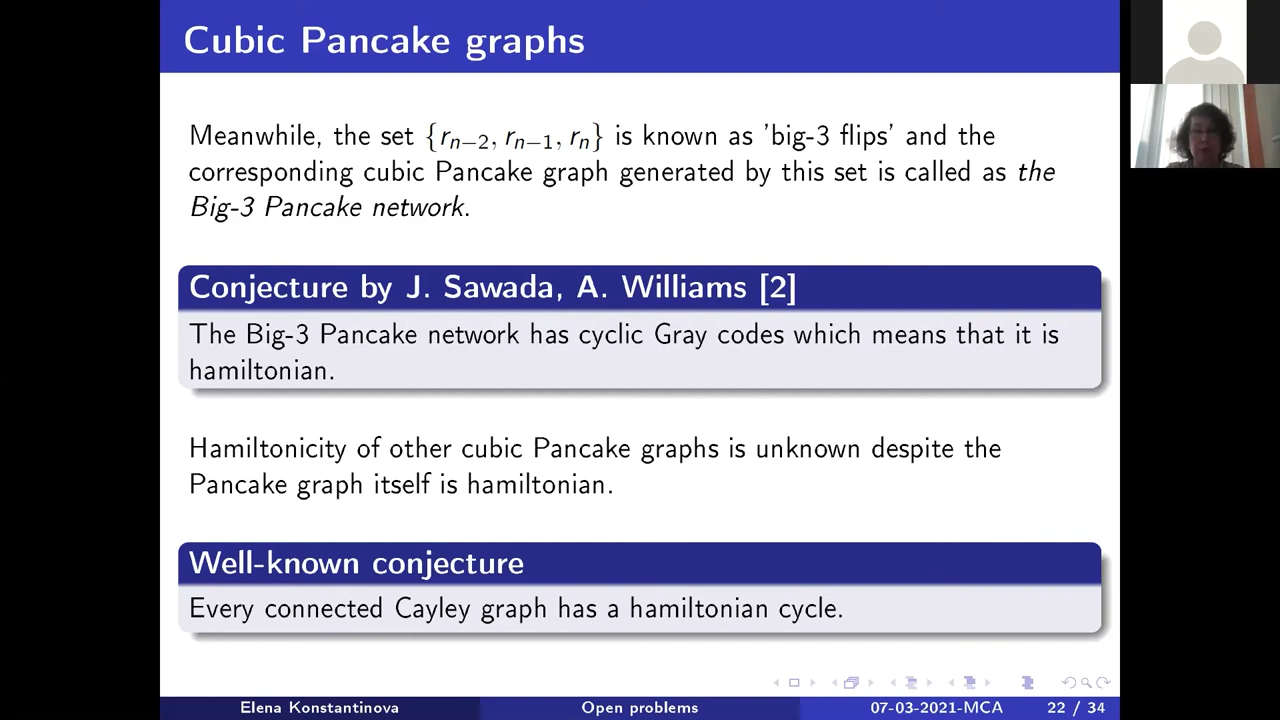 Cubic Pancake graphs
Meanwhile, the set {rₙ₋₂, rₙ₋₁, rₙ} is known as 'big-3 flips' and the
corresponding cubic Pancake graph generated by this set is called as the
Big-3 Pancake network.
Conjecture by J. Sawada, A. Williams [2]
The Big-3 Pancake network has cyclic Gray codes which means that it is
hamiltonian.
Hamiltonicity of other cubic Pancake graphs is unknown despite the
Pancake graph itself is hamiltonian.
Well-known conjecture
Every connected Cayley graph has a hamiltonian cycle.
Elena Konstantinova Open problems 07-03-2021-MCA 22 / 34